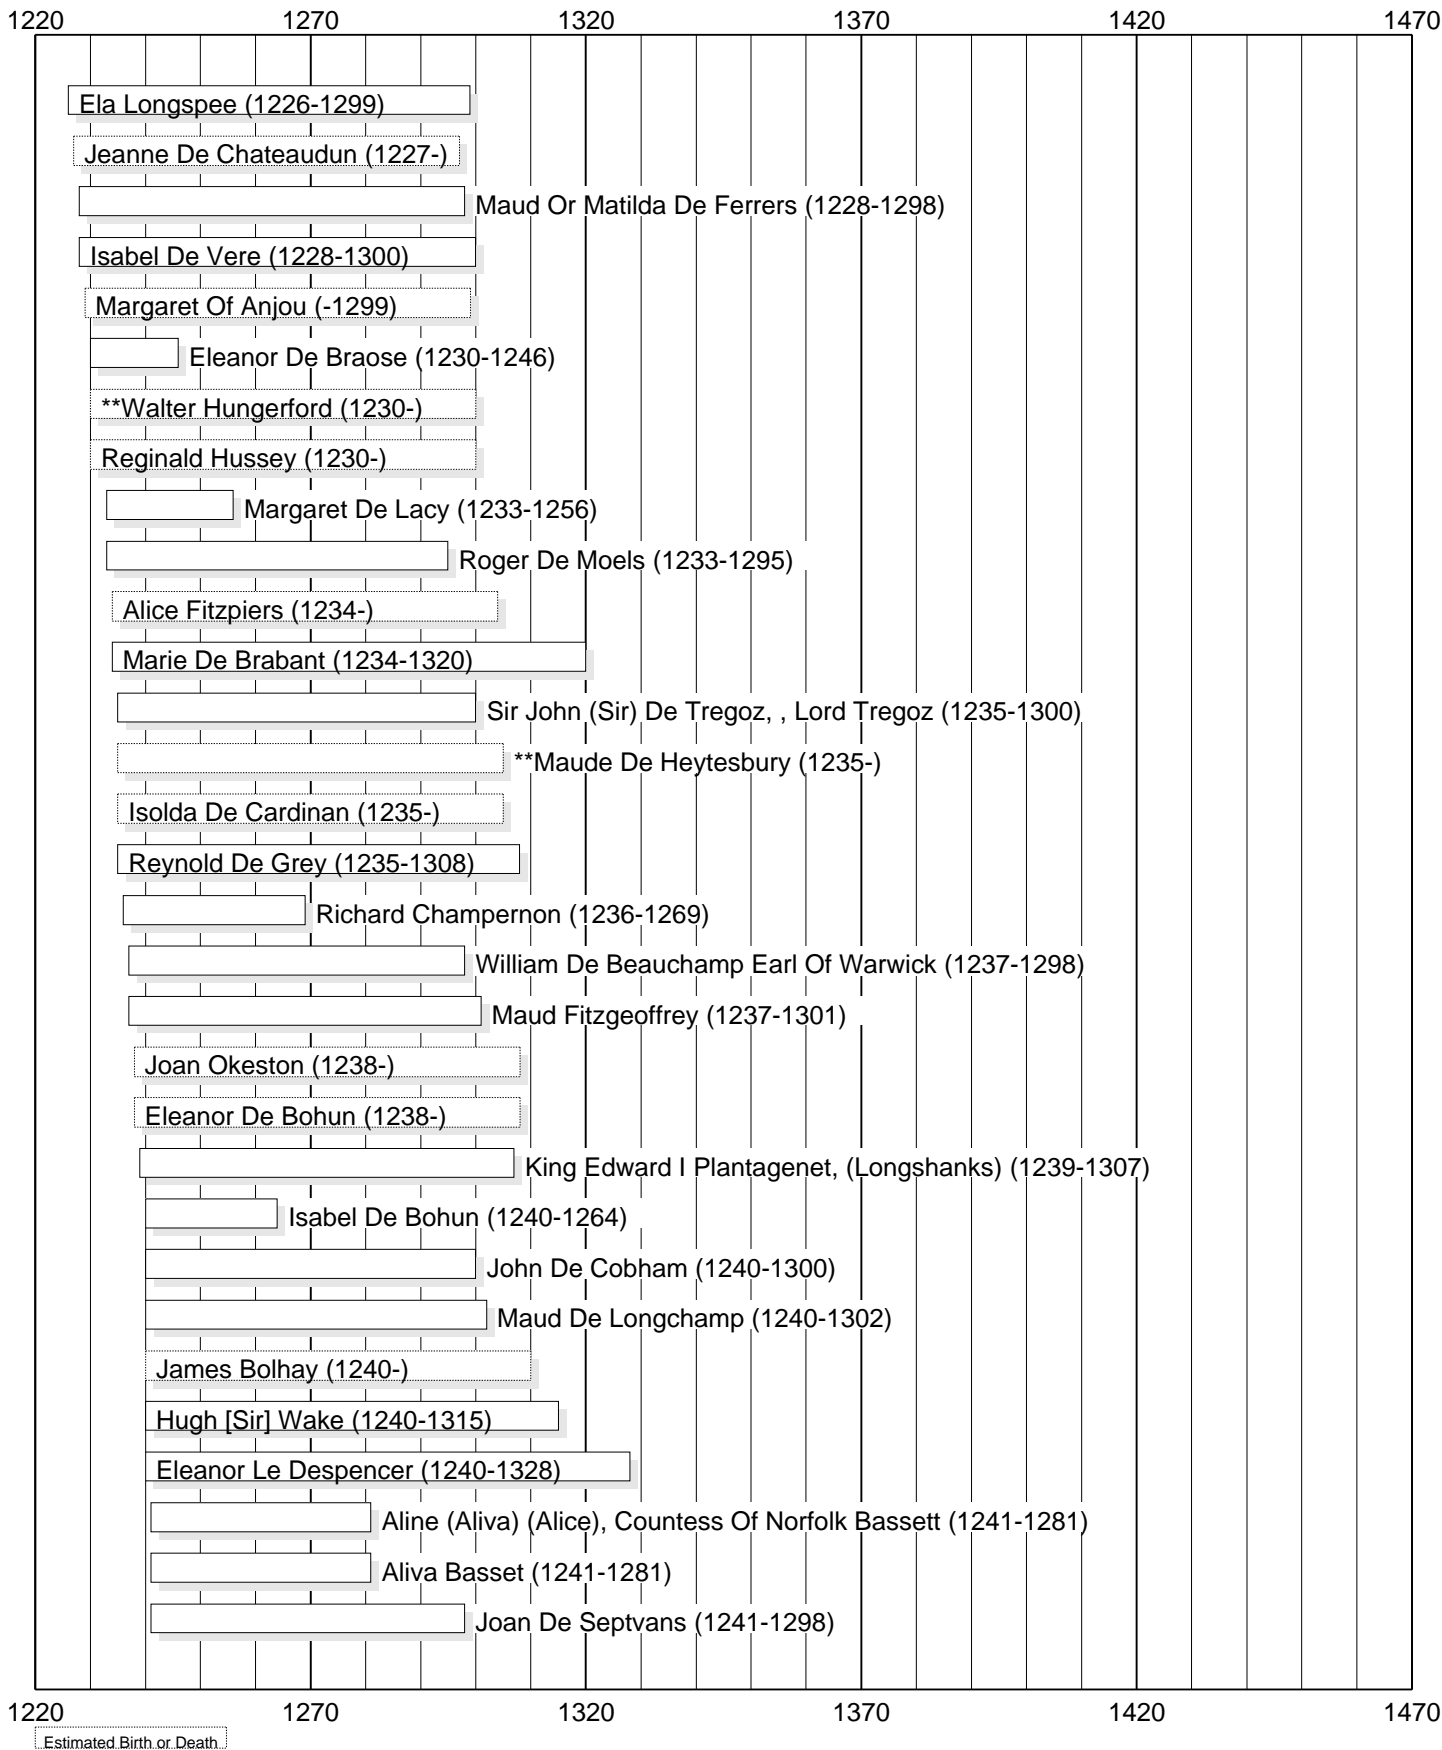 1220 1270 1320 1370 1420 1470
Ela Longspee (1226-1299)
Jeanne De Chateaudun (1227-)
Maud Or Matilda De Ferrers (1228-1298)
Isabel De Vere (1228-1300)
Margaret Of Anjou (-1299)
Eleanor De Braose (1230-1246)
**Walter Hungerford (1230-)
Reginald Hussey (1230-)
Margaret De Lacy (1233-1256)
Roger De Moels (1233-1295)
Alice Fitzpiers (1234-)
Marie De Brabant (1234-1320)
Sir John (Sir) De Tregoz, , Lord Tregoz (1235-1300)
**Maude De Heytesbury (1235-)
Isolda De Cardinan (1235-)
Reynold De Grey (1235-1308)
Richard Champernon (1236-1269)
William De Beauchamp Earl Of Warwick (1237-1298)
Maud Fitzgeoffrey (1237-1301)
Joan Okeston (1238-)
Eleanor De Bohun (1238-)
King Edward I Plantagenet, (Longshanks) (1239-1307)
Isabel De Bohun (1240-1264)
John De Cobham (1240-1300)
Maud De Longchamp (1240-1302)
James Bolhay (1240-)
Hugh [Sir] Wake (1240-1315)
Eleanor Le Despencer (1240-1328)
Aline (Aliva) (Alice), Countess Of Norfolk Bassett (1241-1281)
Aliva Basset (1241-1281)
Joan De Septvans (1241-1298)
1220 1270 1320 1370 1420 1470
Estimated Birth or Death